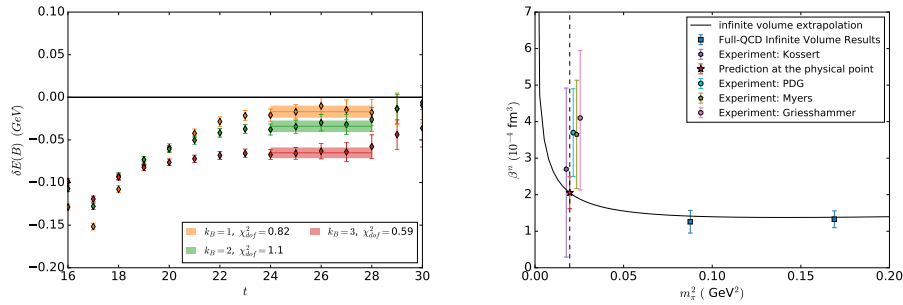 0.10
0.05
0.00
−0.05
−0.10
−0.15
−0.20
δE(B) (GeV)
16 18 20 22 24 26 28 30
t
k_B = 1, χ²_dof = 0.82
k_B = 2, χ²_dof = 1.1
k_B = 3, χ²_dof = 0.59
8
7
6
5
4
3
2
1
0
βⁿ (10⁻⁴ fm³)
0.00 0.05 0.10 0.15 0.20
m²_π ( GeV²)
infinite volume extrapolation
Full-QCD Infinite Volume Results
Experiment: Kossert
Prediction at the physical point
Experiment: PDG
Experiment: Myers
Experiment: Griesshammer